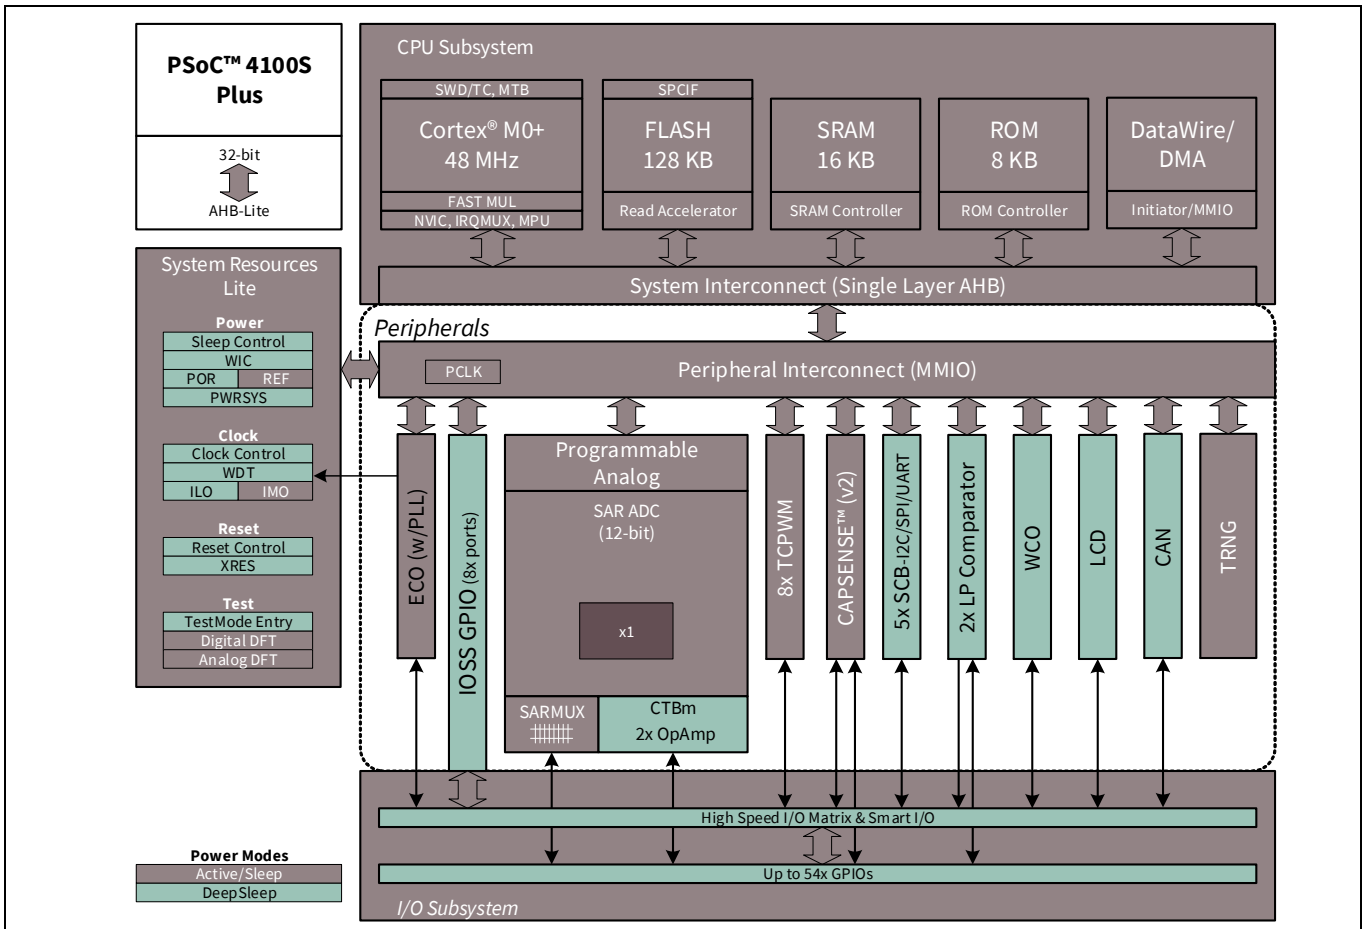 PSoC™ 4100S
Plus
32-bit
AHB-Lite
CPU Subsystem
SWD/TC, MTB
Cortex® M0+
48 MHz
FAST MUL
NVIC, IRQMUX, MPU
SPCIF
FLASH
128 KB
Read Accelerator
SRAM
16 KB
SRAM Controller
ROM
8 KB
ROM Controller
DataWire/
DMA
Initiator/MMIO
System Interconnect (Single Layer AHB)
System Resources
Lite
Power
Sleep Control
WIC
POR REF
PWRSYS
Clock
Clock Control
WDT
ILO IMO
Reset
Reset Control
XRES
Test
TestMode Entry
Digital DFT
Analog DFT
Peripherals
PCLK
Peripheral Interconnect (MMIO)
ECO (w/PLL)
IOSS GPIO (8x ports)
Programmable
Analog
SAR ADC
(12-bit)
x1
SARMUX
CTBm
2x OpAmp
8x TCPWM
CAPSENSE™ (v2)
5x SCB-I2C/SPI/UART
2x LP Comparator
WCO
LCD
CAN
TRNG
High Speed I/O Matrix & Smart I/O
Up to 54x GPIOs
I/O Subsystem
Power Modes
Active/Sleep
DeepSleep